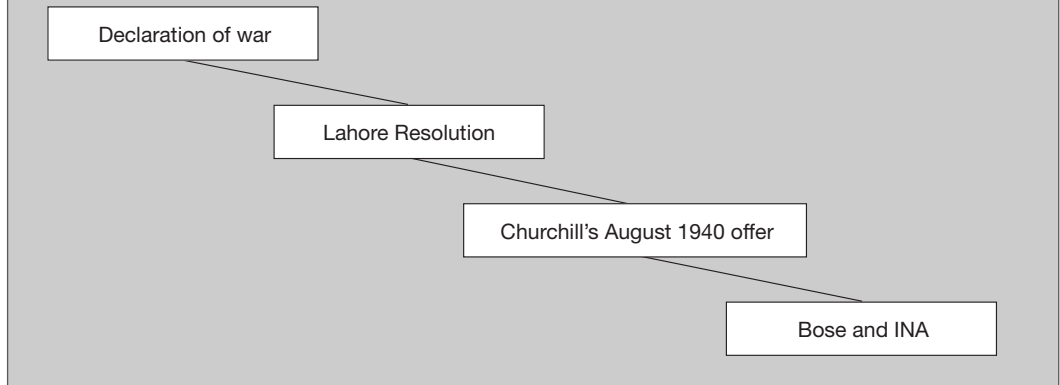 Declaration of war
Lahore Resolution
Churchill’s August 1940 offer
Bose and INA